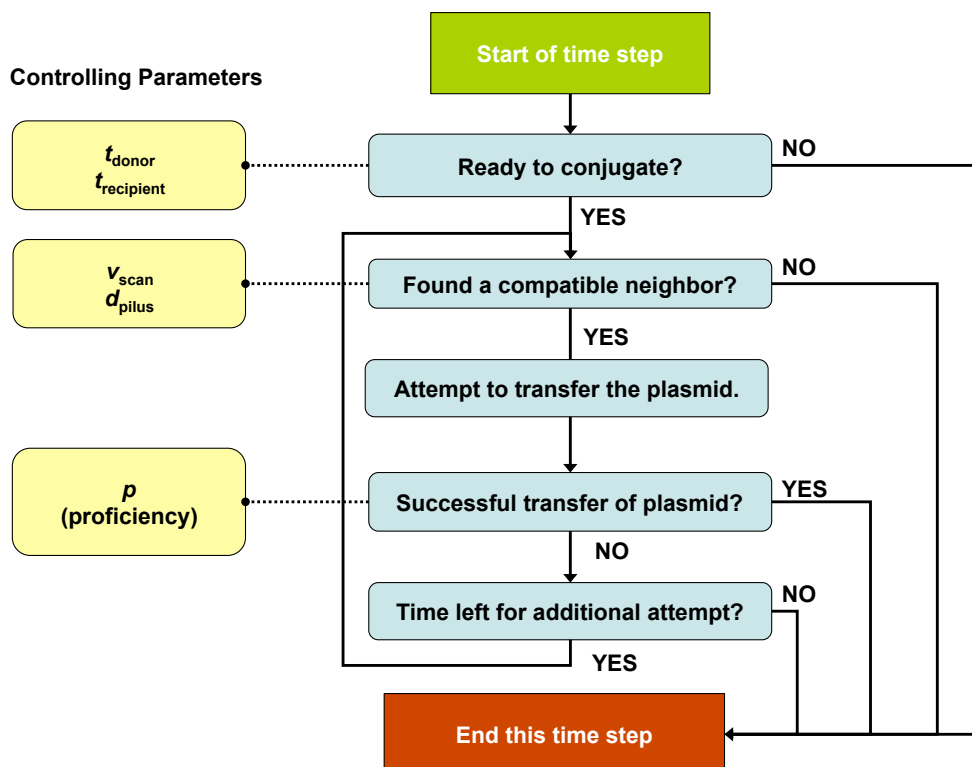 Start of time step
Controlling Parameters
t_donor
t_recipient
Ready to conjugate?
NO
YES
v_scan
d_pilus
Found a compatible neighbor?
NO
YES
Attempt to transfer the plasmid.
p
(proficiency)
Successful transfer of plasmid?
YES
NO
Time left for additional attempt?
NO
YES
End this time step